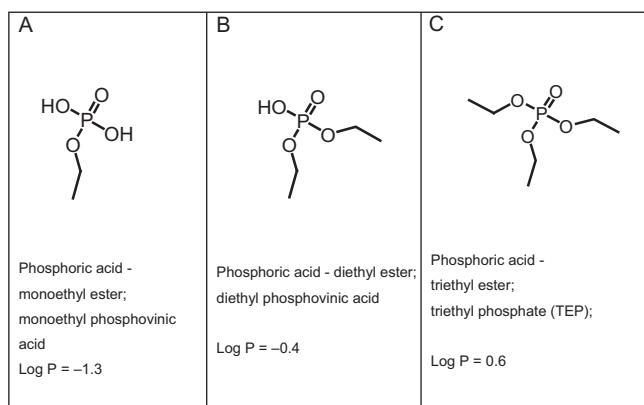 A
HO
O
P
OH
O
Phosphoric acid -
monoethyl ester;
monoethyl phosphovinic
acid
Log P = –1.3
B
HO
O
P
O
O
Phosphoric acid - diethyl ester;
diethyl phosphovinic acid
Log P = –0.4
C
O
O
P
O
O
Phosphoric acid -
triethyl ester;
triethyl phosphate (TEP);
Log P = 0.6